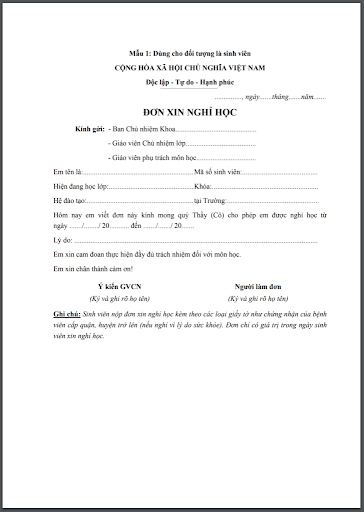 Mẫu 1: Dùng cho đối tượng là sinh viên
CỘNG HÒA XÃ HỘI CHỦ NGHĨA VIỆT NAM
Độc lập - Tự do - Hạnh phúc
..............., ngày......tháng......năm.......
ĐƠN XIN NGHỈ HỌC
Kính gửi: - Ban Chủ nhiệm Khoa.......................................
- Giáo viên Chủ nhiệm lớp.......................................
- Giáo viên phụ trách môn học.......................................
Em tên là:.......................................Mã số sinh viên:.......................................
Hiện đang học lớp:.......................................Khóa:.......................................
Hệ đào tạo:.......................................tại Trường:.......................................
Hôm nay em viết đơn này kính mong quý Thầy (Cô) cho phép em được nghỉ học từ
ngày ....../......./ 20........... đến ....../....... / 20......
Lý do: ..............................................................................
Em xin cam đoan thực hiện đầy đủ trách nhiệm đối với môn học.
Em xin chân thành cảm ơn!
Ý kiến GVCN Người làm đơn
(Ký và ghi rõ họ tên) (Ký và ghi rõ họ tên)
Ghi chú: Sinh viên nộp đơn xin nghỉ học kèm theo các loại giấy tờ như chứng nhận của bệnh
viên cấp quận, huyện trở lên (nếu nghỉ vì lý do sức khỏe). Đơn chỉ có giá trị trong ngày sinh
viên xin nghỉ học.